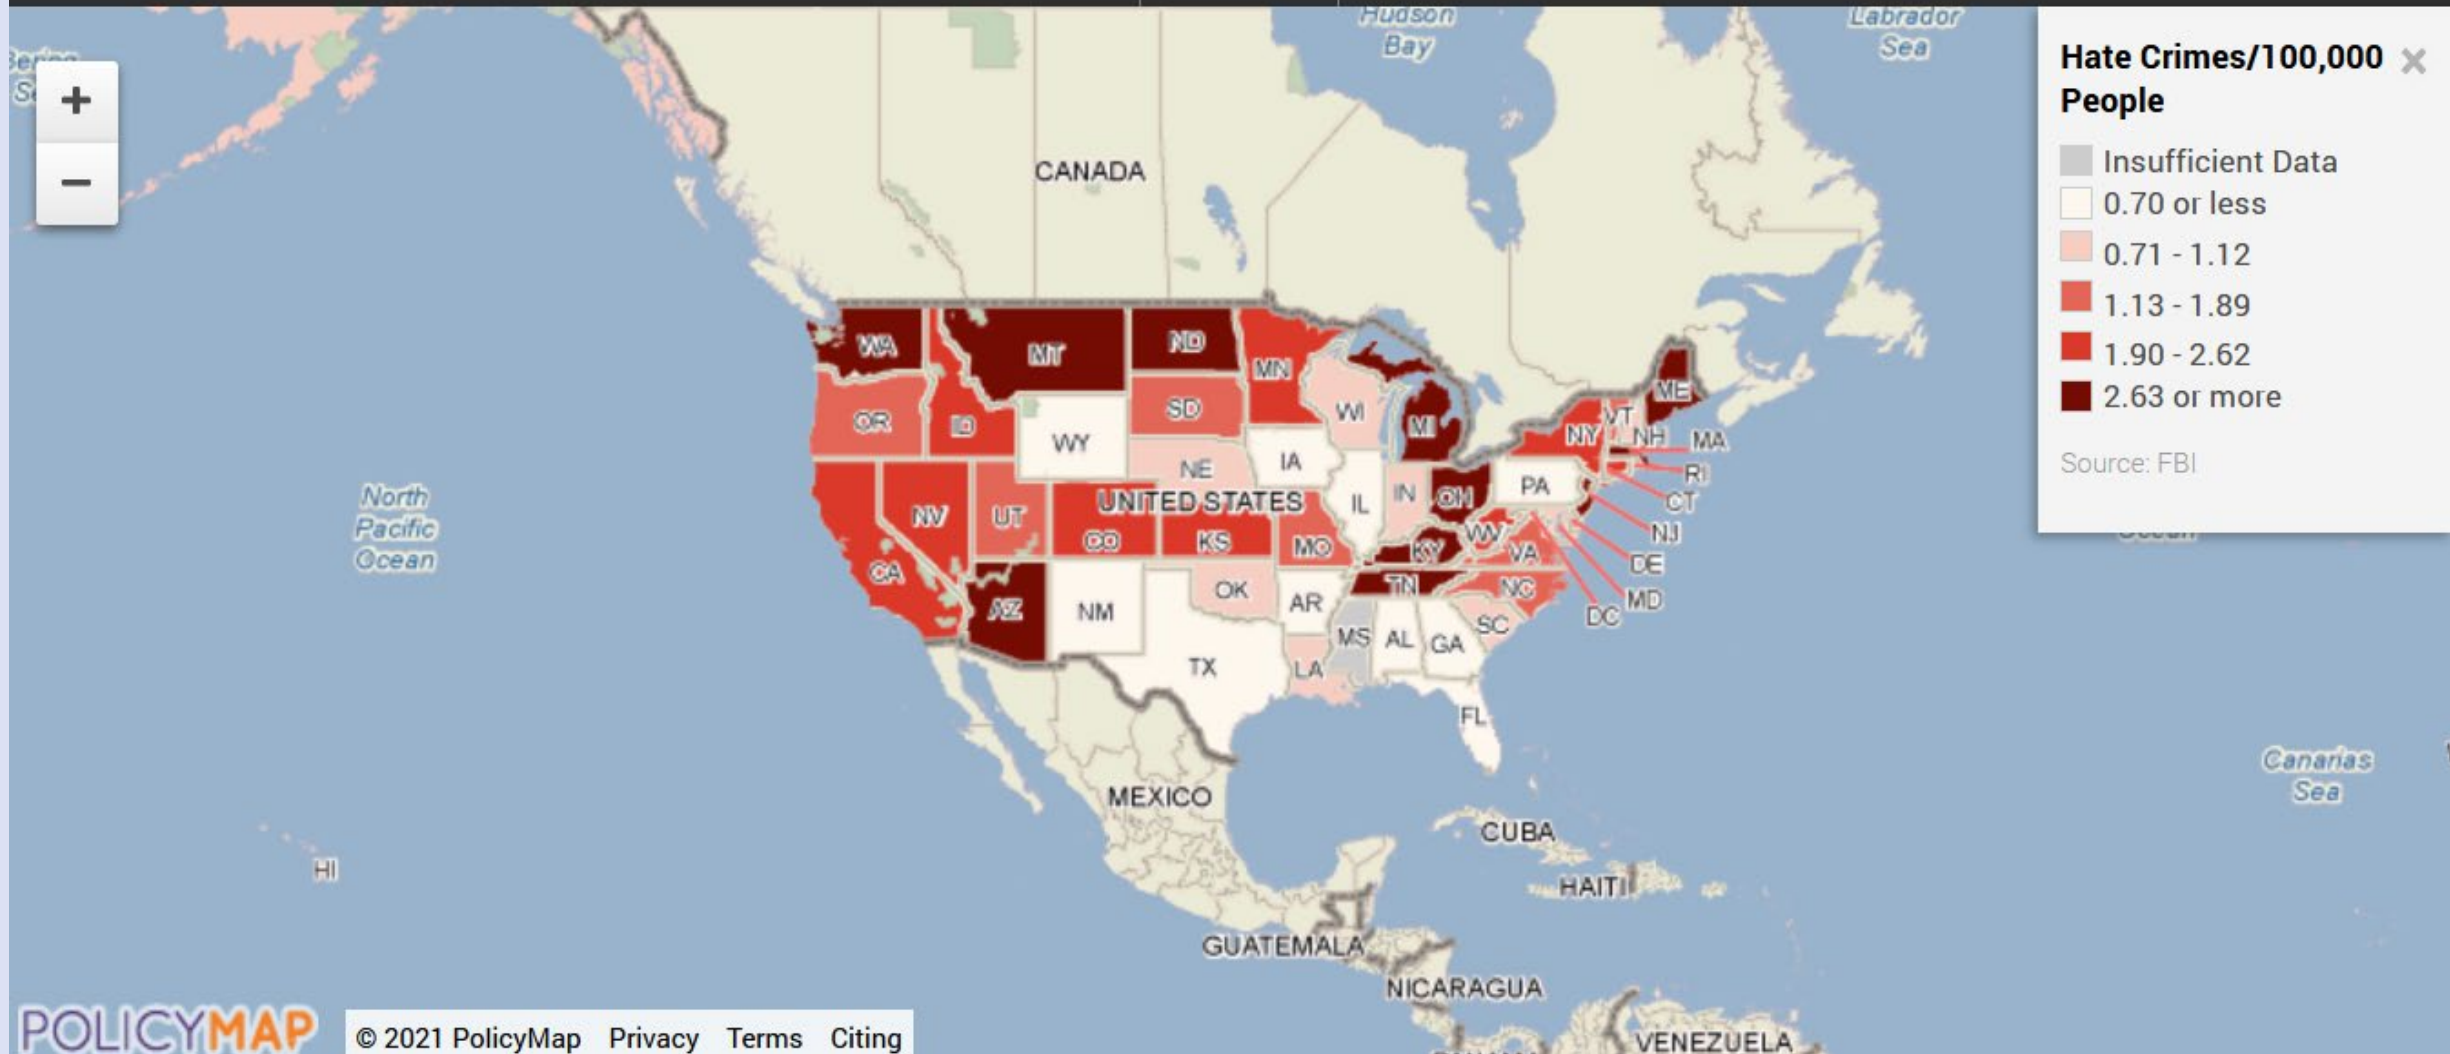 Bering
Hudson
Bay
Labrador
Sea
+
−
CANADA
Hate Crimes/100,000
People
Insufficient Data
0.70 or less
0.71 - 1.12
1.13 - 1.89
1.90 - 2.62
2.63 or more
Source: FBI
WA
MT
ND
MN
OR
ID
WY
SD
WI
MI
ME
VT
NH
NY
MA
RI
CT
NJ
DE
MD
DC
NE
IA
IL
IN
OH
PA
UNITED STATES
NV
UT
CO
KS
MO
KY
WV
VA
CA
AZ
NM
OK
AR
TN
NC
SC
MS
AL
GA
TX
LA
FL
North
Pacific
Ocean
Ocean
Canarias
Sea
MEXICO
CUBA
HAITI
HI
GUATEMALA
NICARAGUA
VENEZUELA
POLICYMAP
© 2021 PolicyMap Privacy Terms Citing